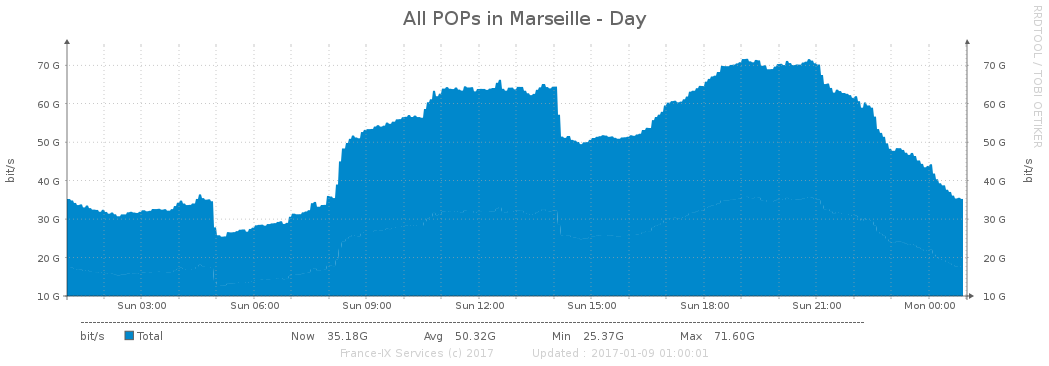 All POPs in Marseille - Day
RRDTOOL / TOBI OETIKER
bit/s
70 G
60 G
50 G
40 G
30 G
20 G
10 G
70 G
60 G
50 G
40 G
30 G
20 G
10 G
bit/s
Sun 03:00 Sun 06:00 Sun 09:00 Sun 12:00 Sun 15:00 Sun 18:00 Sun 21:00 Mon 00:00
bit/s Total Now 35.18G Avg 50.32G Min 25.37G Max 71.60G
France-IX Services (c) 2017 Updated : 2017-01-09 01:00:01